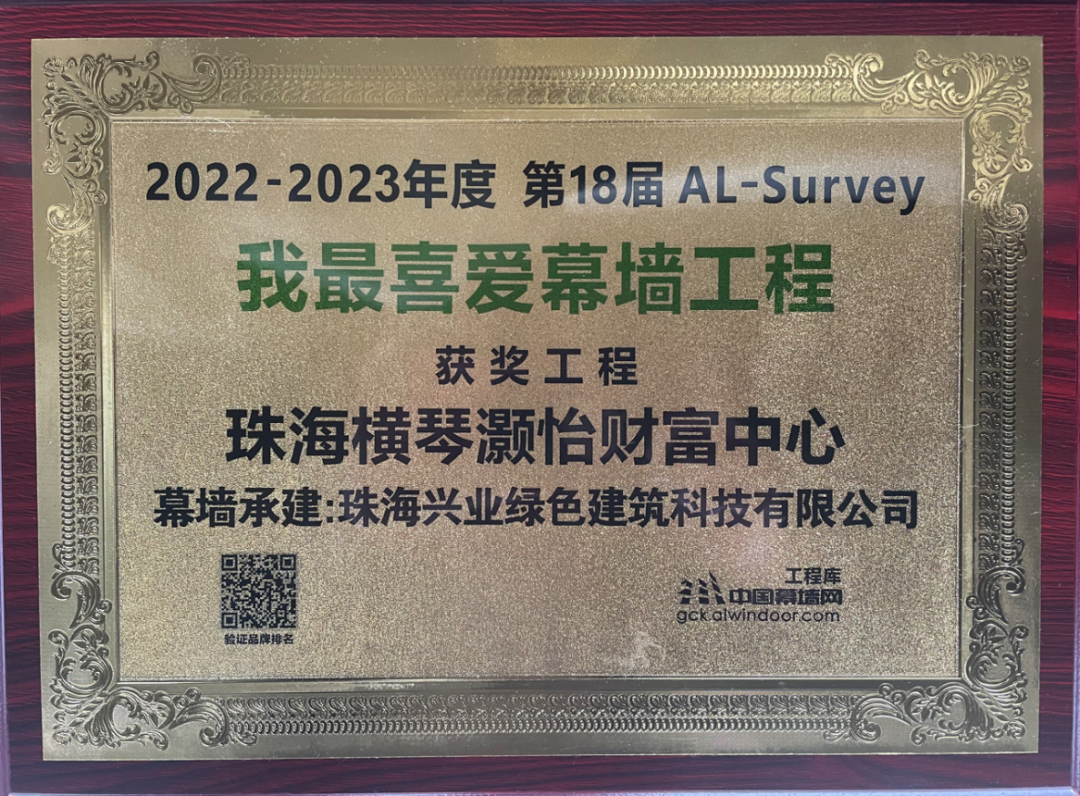 2022-2023年度 第18届 AL-Survey
我最喜爱幕墙工程
获奖工程
珠海横琴灏怡财富中心
幕墙承建:珠海兴业绿色建筑科技有限公司
验证品牌排名
工程库
中国幕墙网
gck.alwindoor.com